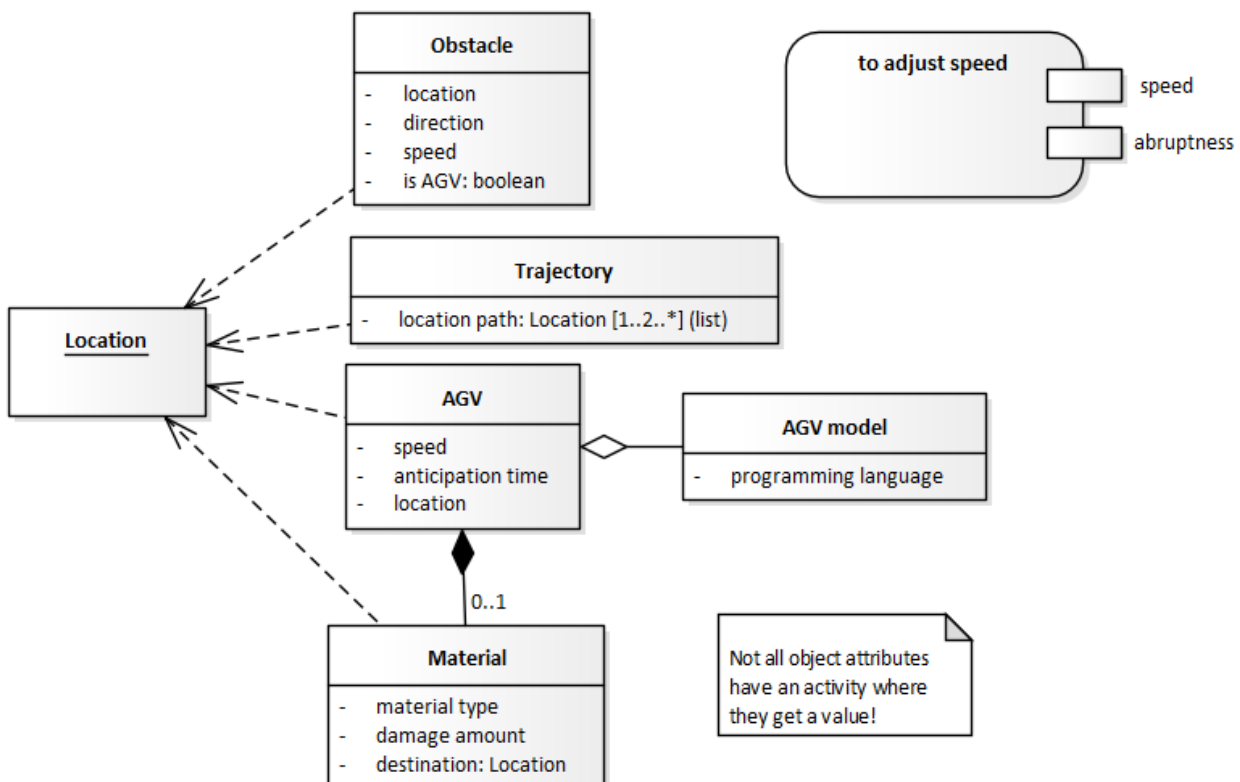 Obstacle
- location
- direction
- speed
- is AGV: boolean
to adjust speed
speed
abruptness
Trajectory
- location path: Location [1..2..*] (list)
Location
AGV
- speed
- anticipation time
- location
AGV model
- programming language
0..1
Material
- material type
- damage amount
- destination: Location
Not all object attributes
have an activity where
they get a value!